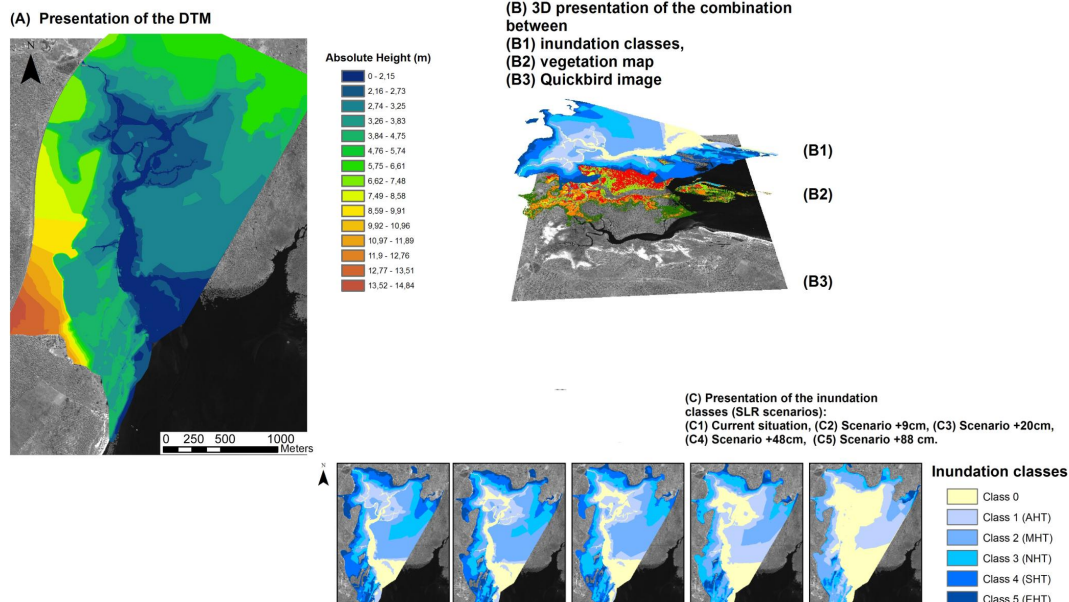 (A) Presentation of the DTM
N
Absolute Height (m)
0 - 2,15
2,16 - 2,73
2,74 - 3,25
3,26 - 3,83
3,84 - 4,75
4,76 - 5,74
5,75 - 6,61
6,62 - 7,48
7,49 - 8,58
8,59 - 9,91
9,92 - 10,96
10,97 - 11,89
11,9 - 12,76
12,77 - 13,51
13,52 - 14,84
0 250 500 1000
Meters
(B) 3D presentation of the combination
between
(B1) inundation classes,
(B2) vegetation map
(B3) Quickbird image
(B1)
(B2)
(B3)
(C) Presentation of the inundation
classes (SLR scenarios):
(C1) Current situation, (C2) Scenario +9cm, (C3) Scenario +20cm,
(C4) Scenario +48cm, (C5) Scenario +88 cm.
N
Inundation classes
Class 0
Class 1 (AHT)
Class 2 (MHT)
Class 3 (NHT)
Class 4 (SHT)
Class 5 (EHT)